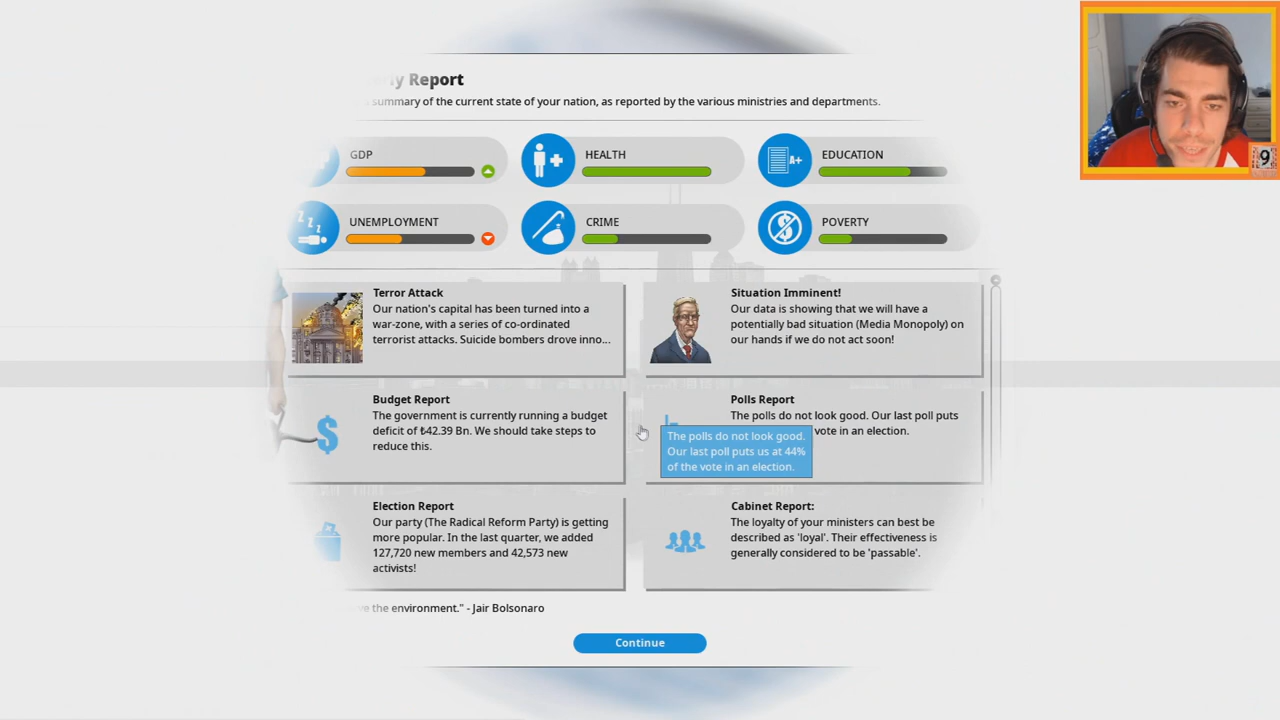 Report
summary of the current state of your nation, as reported by the various ministries and departments.
GDP
HEALTH
EDUCATION
A+
UNEMPLOYMENT
CRIME
POVERTY
Terror Attack
Our nation's capital has been turned into a
war-zone, with a series of co-ordinated
terrorist attacks. Suicide bombers drove inno...
Situation Imminent!
Our data is showing that we will have a
potentially bad situation (Media Monopoly) on
our hands if we do not act soon!
Budget Report
The government is currently running a budget
deficit of ₺42.39 Bn. We should take steps to
reduce this.
Polls Report
The polls do not look good. Our last poll puts
vote in an election.
The polls do not look good.
Our last poll puts us at 44%
of the vote in an election.
Election Report
Our party (The Radical Reform Party) is getting
more popular. In the last quarter, we added
127,720 new members and 42,573 new
activists!
Cabinet Report:
The loyalty of your ministers can best be
described as 'loyal'. Their effectiveness is
generally considered to be 'passable'.
the environment." - Jair Bolsonaro
Continue
9